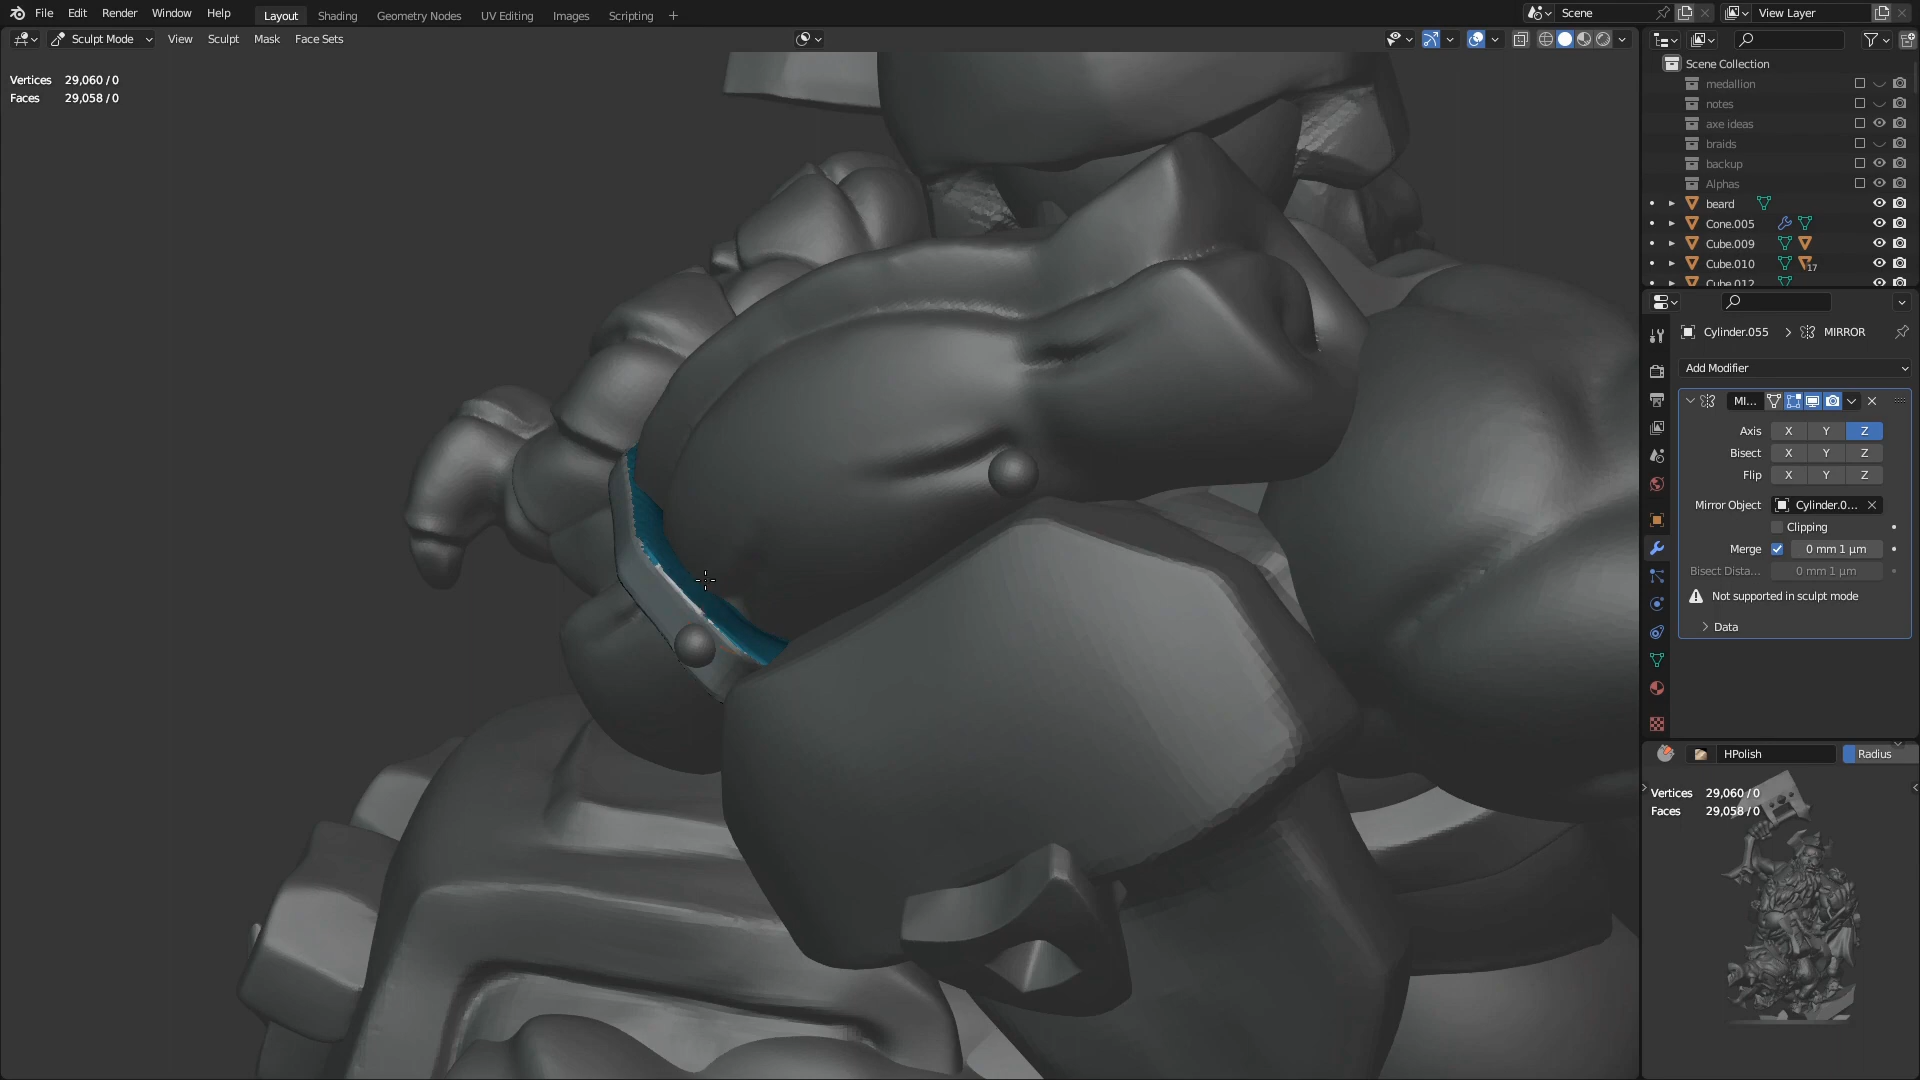 File Edit Render Window Help Layout Shading Geometry Nodes UV Editing Images Scripting + Scene View Layer
Sculpt Mode View Sculpt Mask Face Sets
Vertices 29,060 / 0
Faces 29,058 / 0
Scene Collection
medallion
notes
axe ideas
braids
backup
Alphas
beard
Cone.005
Cube.009
Cube.010 17
Cube.012
Cylinder.055 > MIRROR
Add Modifier
MI...
Axis X Y Z
Bisect X Y Z
Flip X Y Z
Mirror Object Cylinder.0...
Clipping
Merge 0 mm 1 µm
Bisect Dista... 0 mm 1 µm
Not supported in sculpt mode
Data
HPolish Radius
Vertices 29,060 / 0
Faces 29,058 / 0